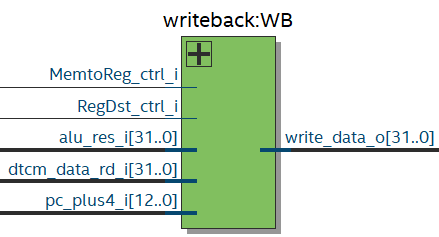 writeback:WB
MemtoReg_ctrl_i
RegDst_ctrl_i
alu_res_i[31..0]
write_data_o[31..0]
dtcm_data_rd_i[31..0]
pc_plus4_i[12..0]